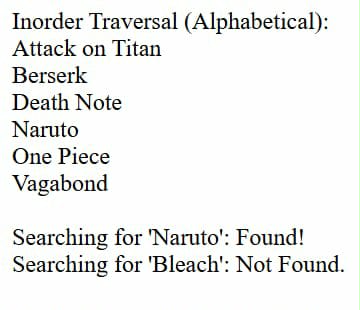 Inorder Traversal (Alphabetical):
Attack on Titan
Berserk
Death Note
Naruto
One Piece
Vagabond
Searching for 'Naruto': Found!
Searching for 'Bleach': Not Found.